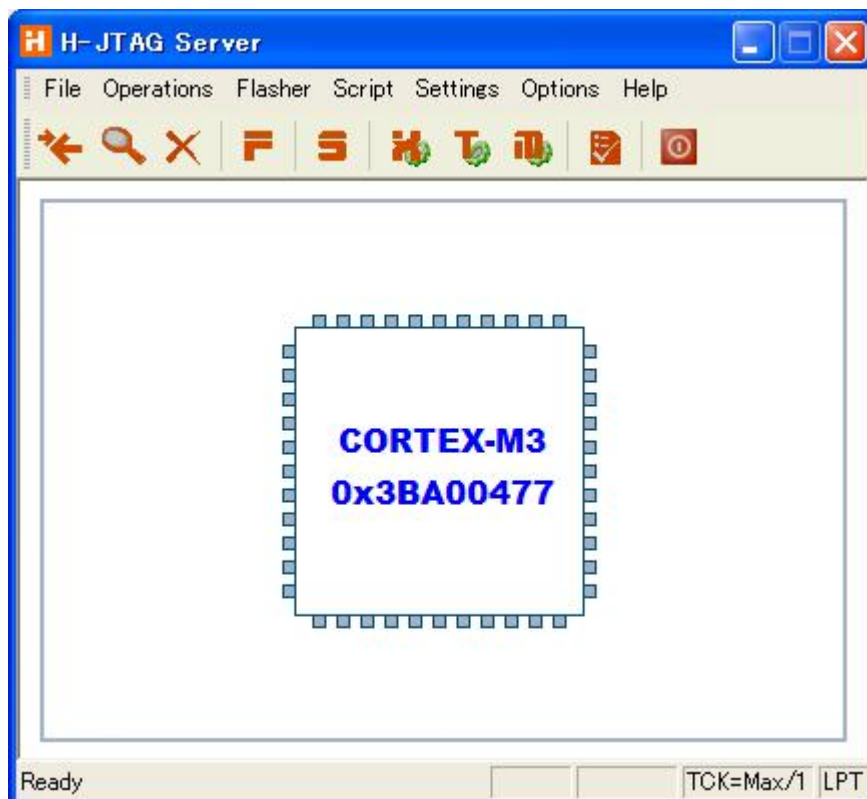 H-JTAG Server
File Operations Flasher Script Settings Options Help
CORTEX-M3
0x3BA00477
Ready TCK=Max/1 LPT